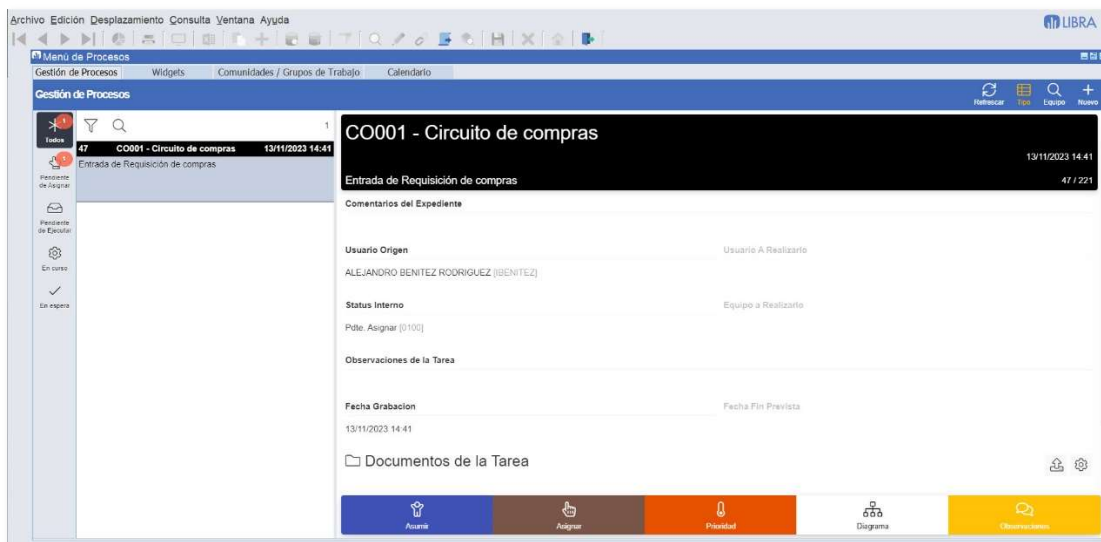 Archivo Edición Desplazamiento Consulta Ventana Ayuda
LIBRA
Menú de Procesos
Gestión de Procesos Widgets Comunidades / Grupos de Trabajo Calendario
Gestión de Procesos
Refrescar Tipo Equipo Nuevo
1
Todos
1
47 CO001 - Circuito de compras 13/11/2023 14:41
Entrada de Requisición de compras
1
Pendiente de Asignar
Pendiente de Ejecutar
En curso
En espera
CO001 - Circuito de compras
13/11/2023 14:41
Entrada de Requisición de compras 47 / 221
Comentarios del Expediente
Usuario Origen Usuario A Realizarlo
ALEJANDRO BENITEZ RODRIGUEZ [IBENITEZ]
Status Interno Equipo a Realizarlo
Pdte. Asignar [0100]
Observaciones de la Tarea
Fecha Grabacion Fecha Fin Prevista
13/11/2023 14:41
Documentos de la Tarea
Asumir Asignar Prioridad Diagrama Observaciones